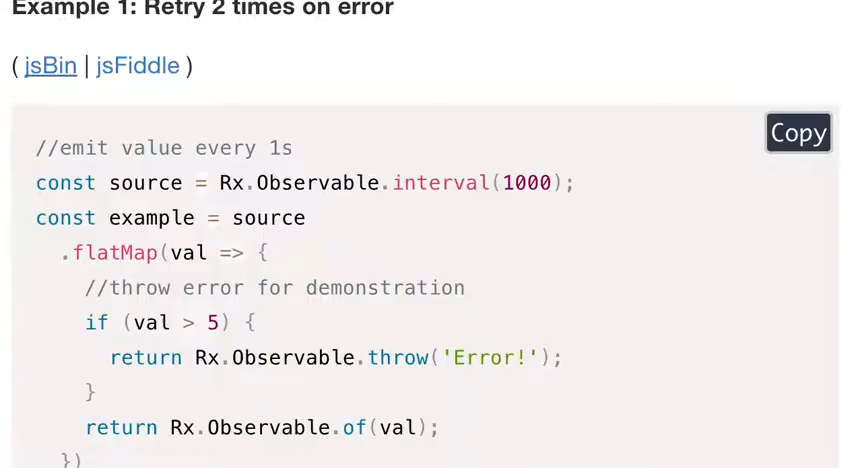 Example 1: Retry 2 times on error
( jsBin | jsFiddle )
Copy
//emit value every 1s
const source = Rx.Observable.interval(1000);
const example = source
  .flatMap(val => {
    //throw error for demonstration
    if (val > 5) {
      return Rx.Observable.throw('Error!');
    }
    return Rx.Observable.of(val);
  })